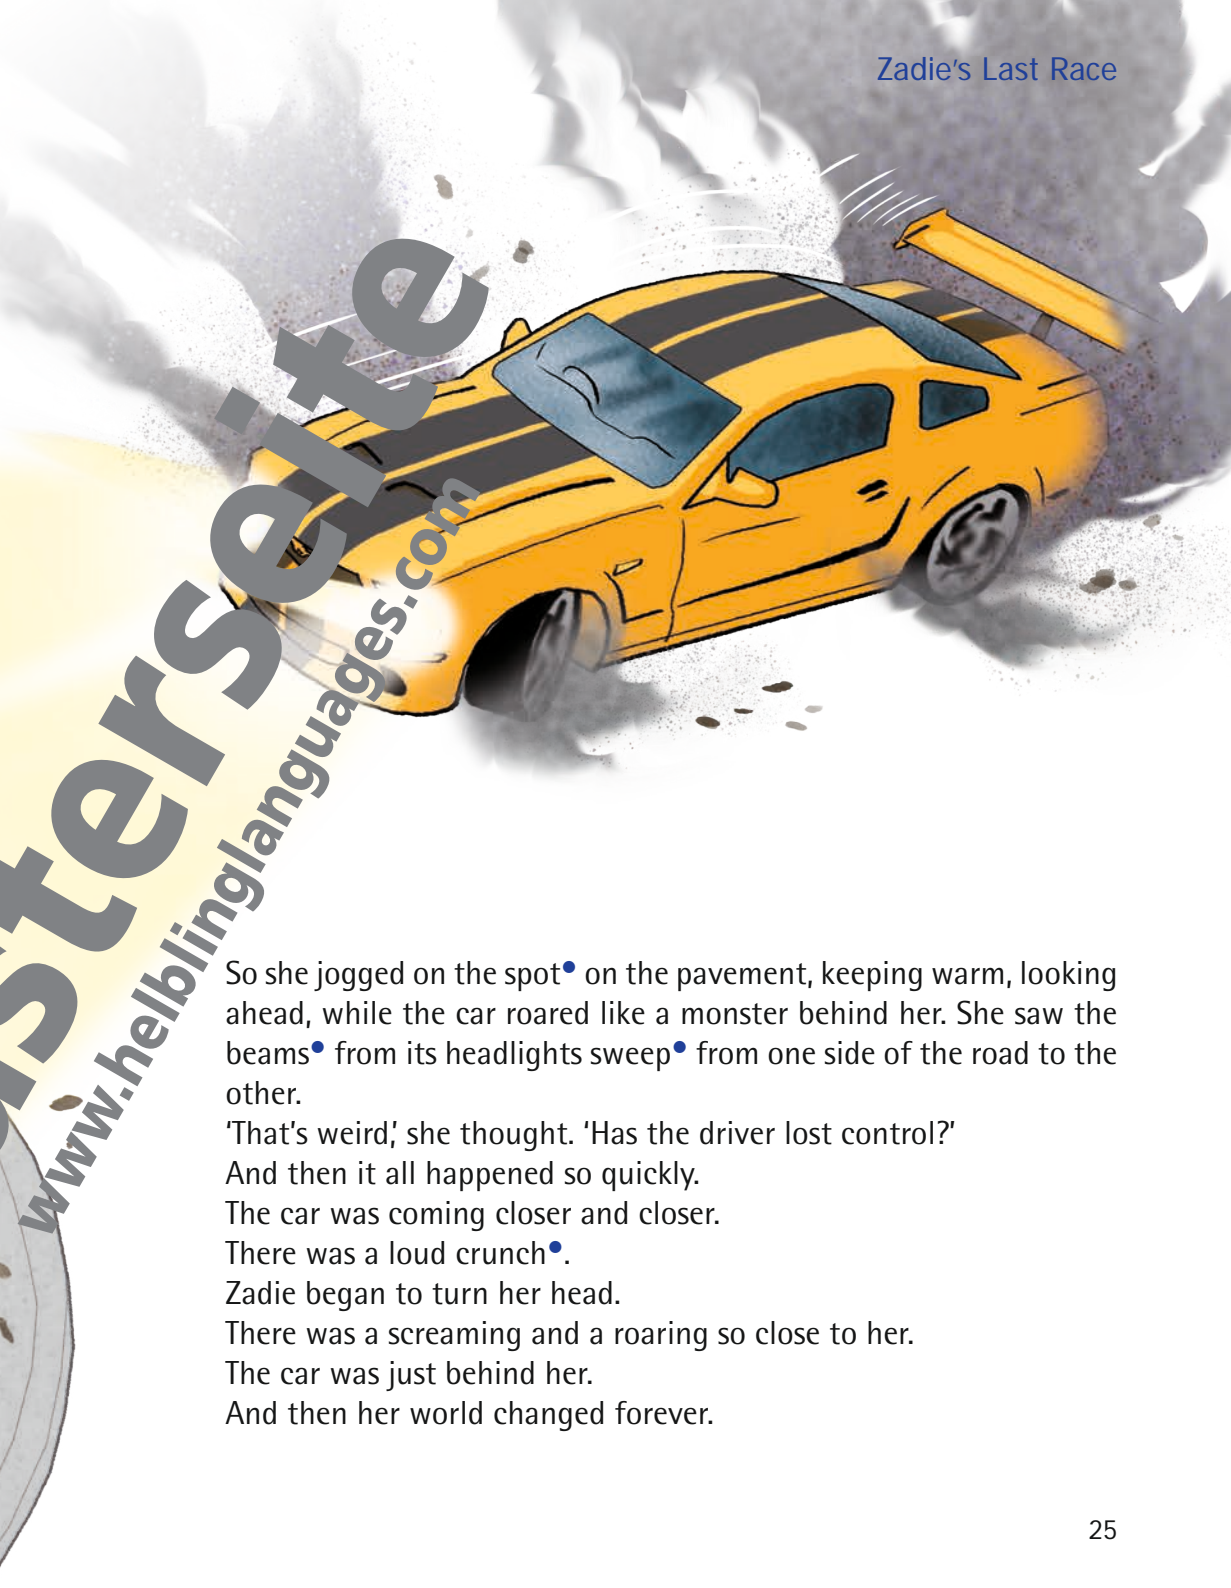 Zadie's Last Race
sterseite
www.helblinglanguages.com
So she jogged on the spot• on the pavement, keeping warm, looking
ahead, while the car roared like a monster behind her. She saw the
beams• from its headlights sweep• from one side of the road to the
other.
‘That’s weird,’ she thought. ‘Has the driver lost control?’
And then it all happened so quickly.
The car was coming closer and closer.
There was a loud crunch•.
Zadie began to turn her head.
There was a screaming and a roaring so close to her.
The car was just behind her.
And then her world changed forever.
25